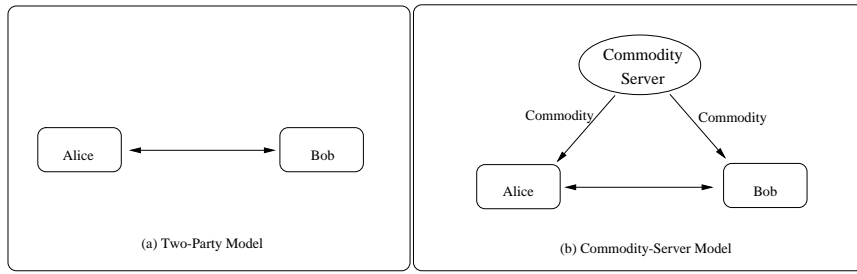 Alice
Bob
(a) Two-Party Model
Commodity
Server
Commodity
Commodity
Alice
Bob
(b) Commodity-Server Model